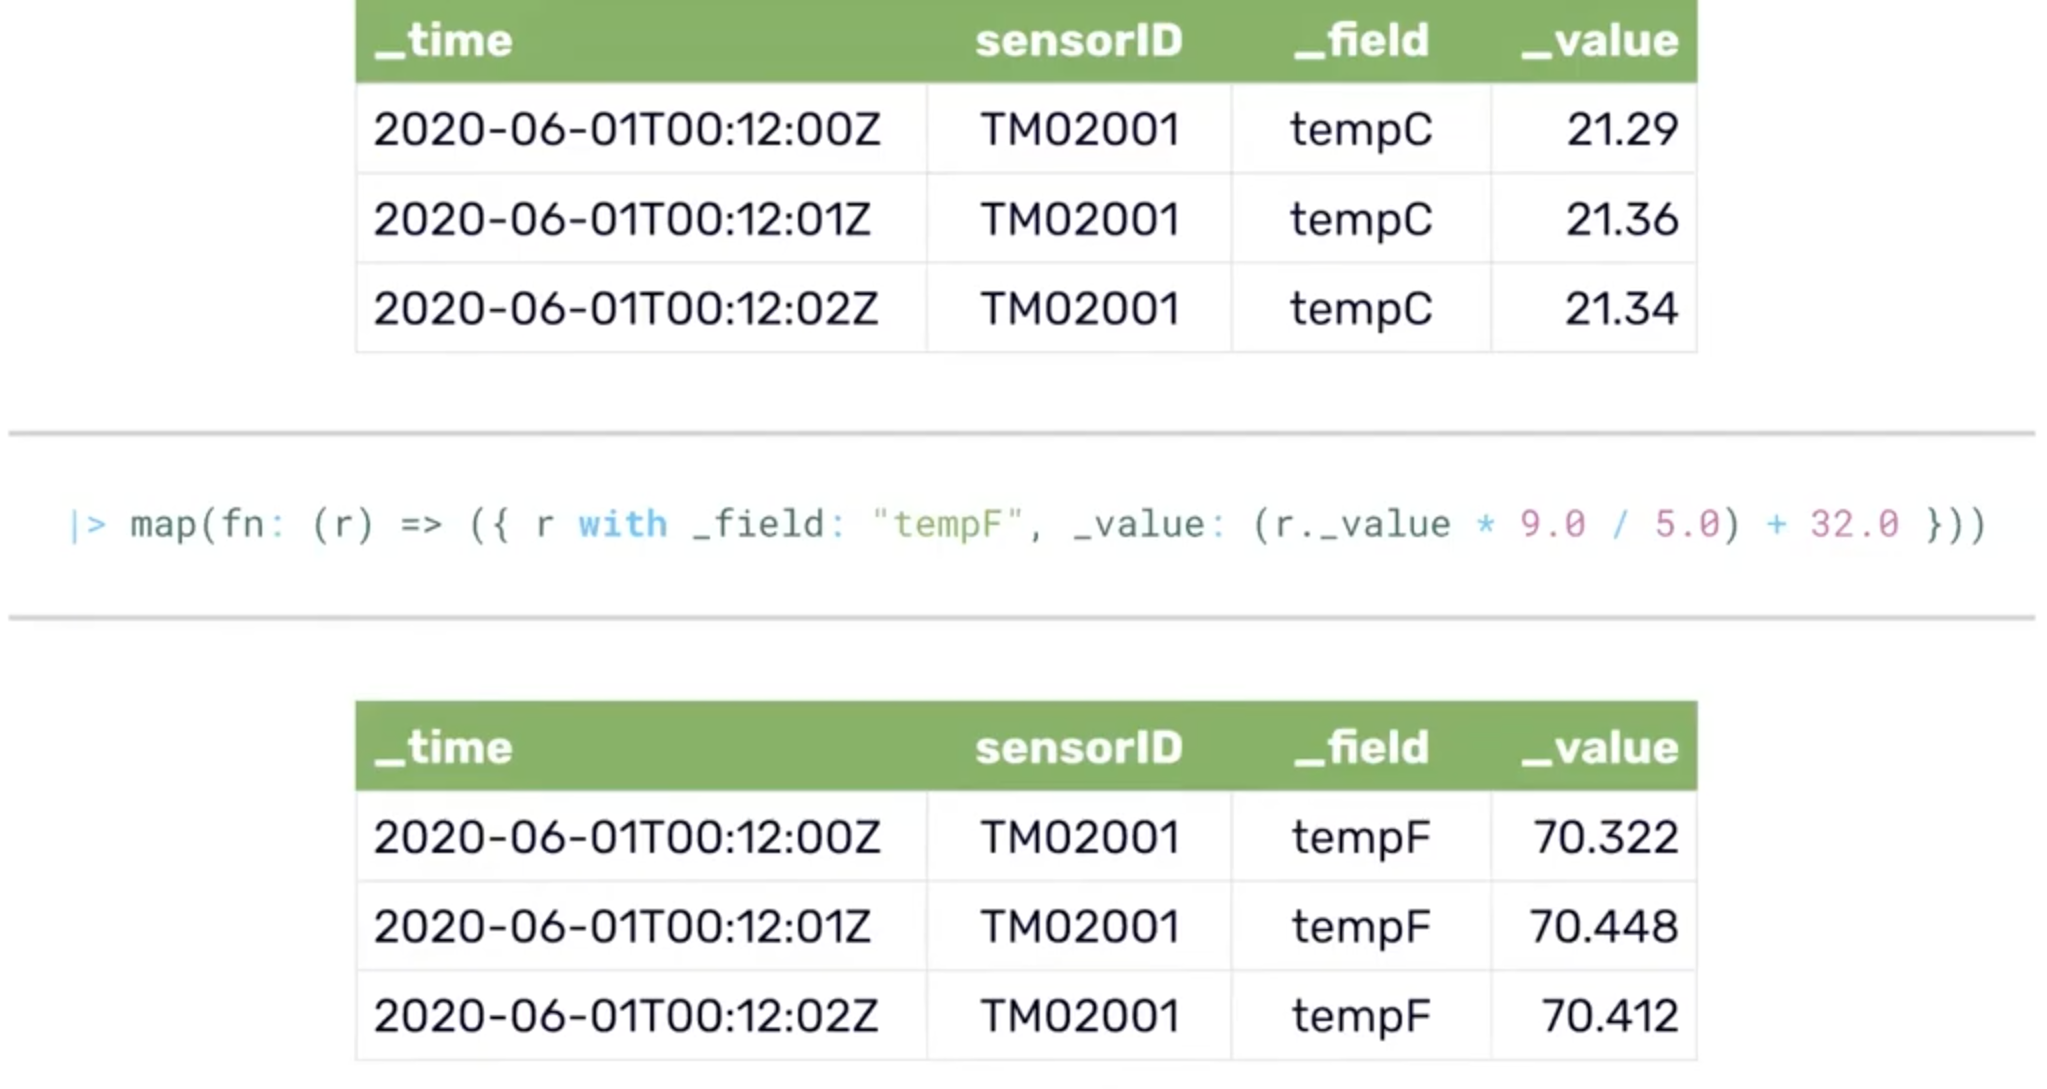 _time sensorID _field _value
2020-06-01T00:12:00Z TM02001 tempC 21.29
2020-06-01T00:12:01Z TM02001 tempC 21.36
2020-06-01T00:12:02Z TM02001 tempC 21.34
|> map(fn: (r) => ({ r with _field: "tempF", _value: (r._value * 9.0 / 5.0) + 32.0 }))
_time sensorID _field _value
2020-06-01T00:12:00Z TM02001 tempF 70.322
2020-06-01T00:12:01Z TM02001 tempF 70.448
2020-06-01T00:12:02Z TM02001 tempF 70.412